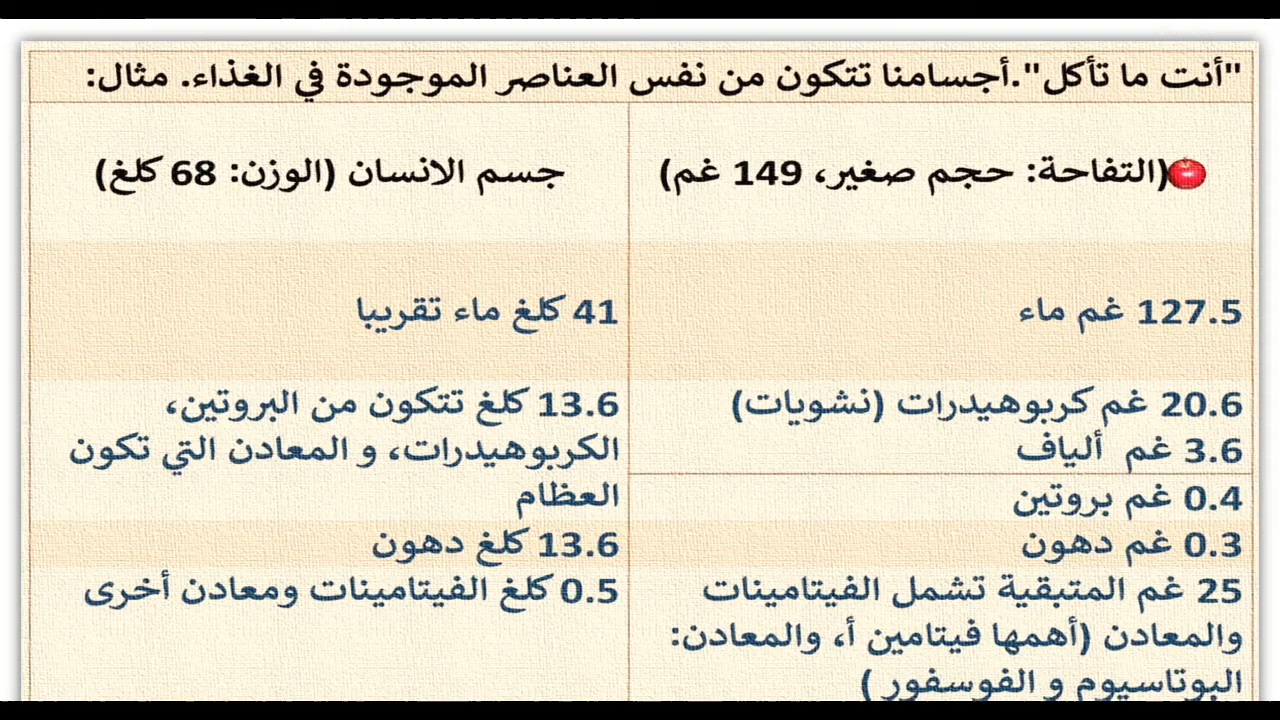 "أنت ما تأكل".أجسامنا تتكون من نفس العناصر الموجودة في الغذاء. مثال:
(التفاحة: حجم صغير، 149 غم)
جسم الانسان (الوزن: 68 كلغ)
127.5 غم ماء
41 كلغ ماء تقريبا
20.6 غم كربوهيدرات (نشويات)
3.6 غم ألياف
0.4 غم بروتين
0.3 غم دهون
25 غم المتبقية تشمل الفيتامينات
والمعادن (أهمها فيتامين أ، والمعادن:
البوتاسيوم و الفوسفور )
13.6 كلغ تتكون من البروتين،
الكربوهيدرات، و المعادن التي تكون
العظام
13.6 كلغ دهون
0.5 كلغ الفيتامينات ومعادن أخرى